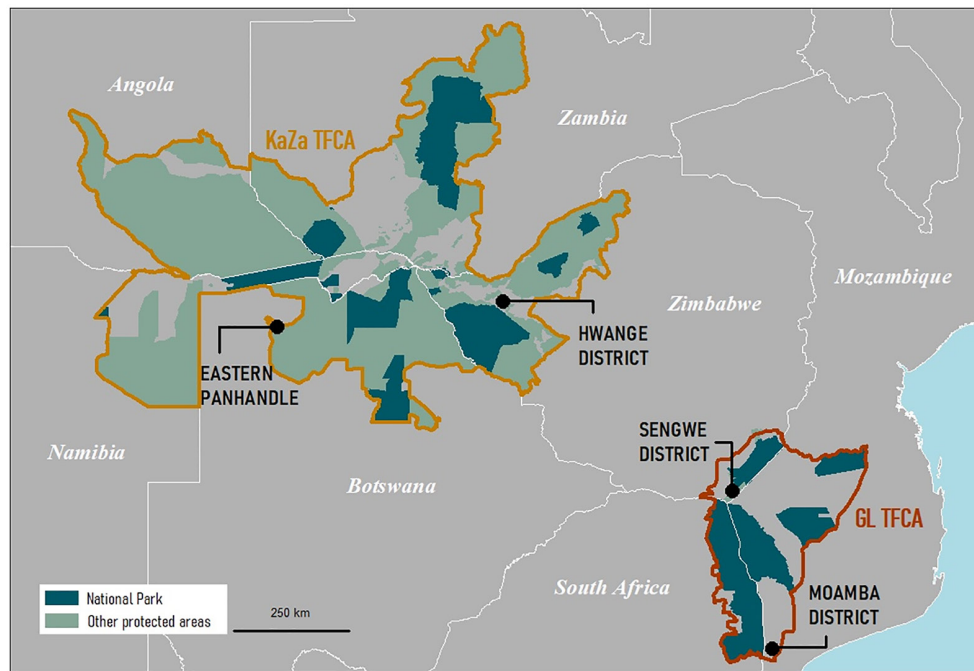 Angola
KaZa TFCA
Zambia
Mozambique
Zimbabwe
HWANGE
DISTRICT
EASTERN
PANHANDLE
Namibia
SENGWE
DISTRICT
Botswana
GL TFCA
South Africa
MOAMBA
DISTRICT
National Park
Other protected areas
250 km